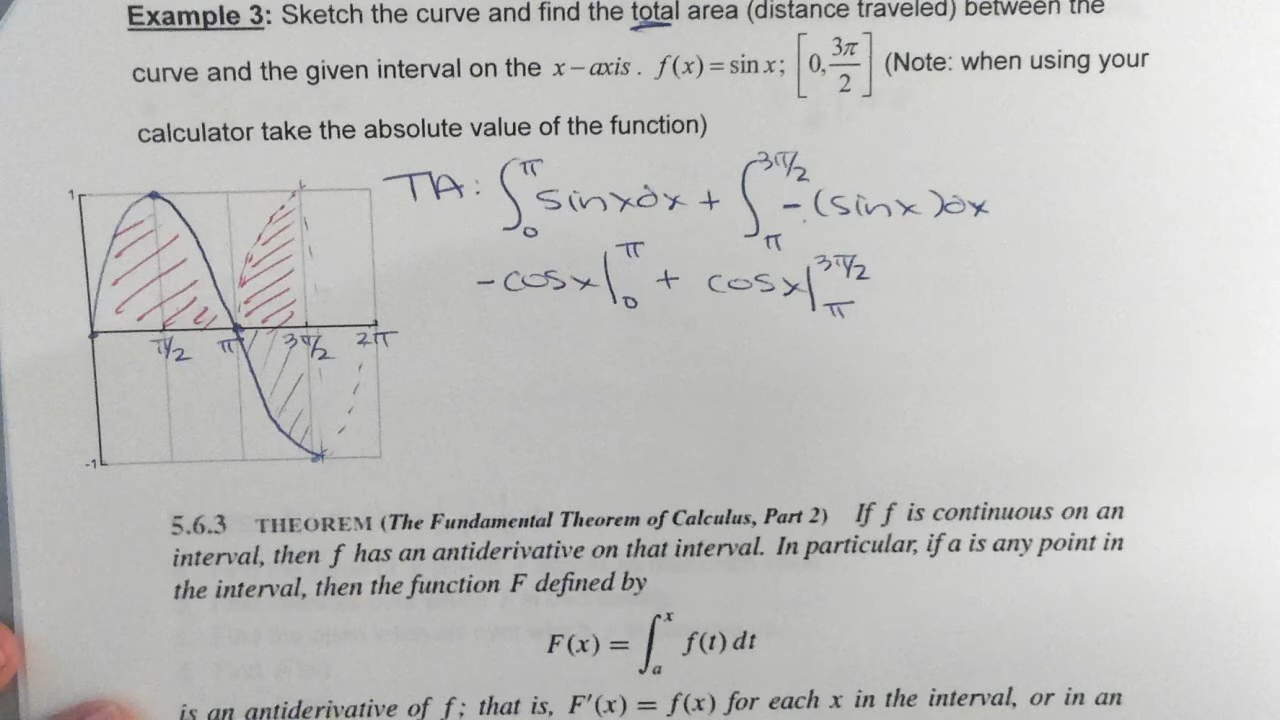 Example 3: Sketch the curve and find the total area (distance traveled) between the
curve and the given interval on the x – axis . f(x) = sin x; [0, 3π/2] (Note: when using your
calculator take the absolute value of the function)
TA: ∫₀^π sinx dx + ∫_π^{3π/2} -(sinx)dx
-cosx|₀^π + cosx|_π^{3π/2}
1
π/2 π 3π/2 2π
-1
5.6.3 THEOREM (The Fundamental Theorem of Calculus, Part 2) If f is continuous on an
interval, then f has an antiderivative on that interval. In particular, if a is any point in
the interval, then the function F defined by
F(x) = ∫ₐˣ f(t) dt
is an antiderivative of f; that is, F′(x) = f(x) for each x in the interval, or in an